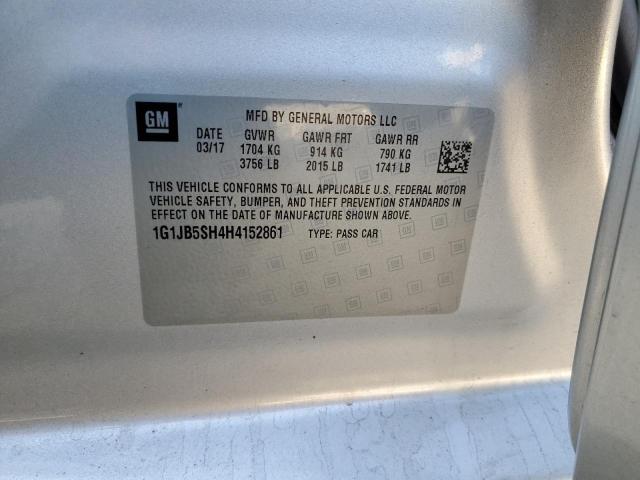 GM
MFD BY GENERAL MOTORS LLC
DATE GVWR GAWR FRT GAWR RR
03/17 1704 KG 914 KG 790 KG
3756 LB 2015 LB 1741 LB
THIS VEHICLE CONFORMS TO ALL APPLICABLE U.S. FEDERAL MOTOR
VEHICLE SAFETY, BUMPER, AND THEFT PREVENTION STANDARDS IN
EFFECT ON THE DATE OF MANUFACTURE SHOWN ABOVE.
1G1JB5SH4H4152861 TYPE: PASS CAR